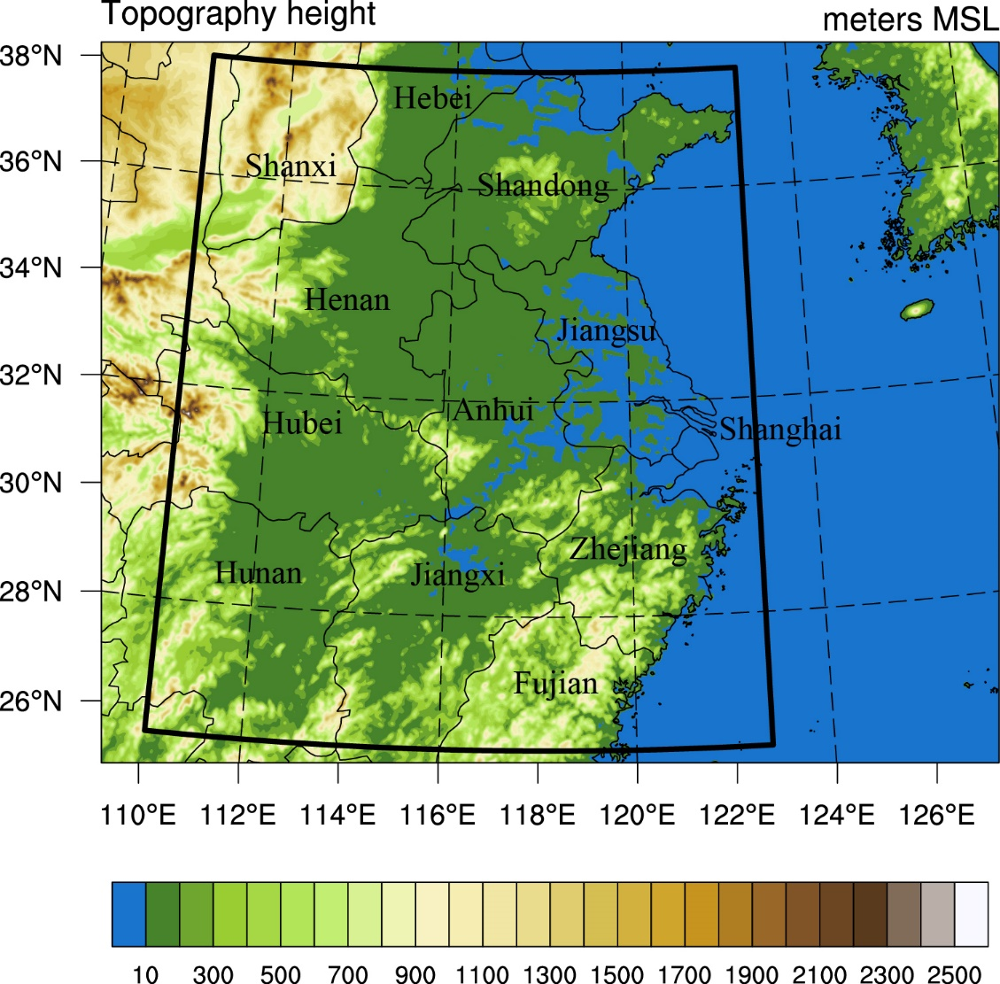 Topography height
meters MSL
38°N
36°N
34°N
32°N
30°N
28°N
26°N
Hebei
Shanxi
Shandong
Henan
Jiangsu
Anhui
Hubei
Shanghai
Zhejiang
Hunan
Jiangxi
Fujian
110°E 112°E 114°E 116°E 118°E 120°E 122°E 124°E 126°E
10 300 500 700 900 1100 1300 1500 1700 1900 2100 2300 2500